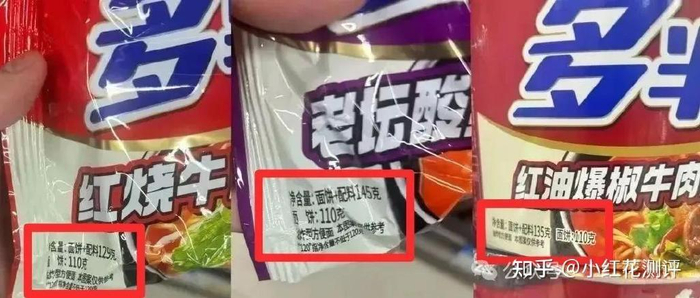 多
红烧牛
含量:面饼+配料129克
饼:110克
多
老坛酸
净含量:面饼+配料145克
面 饼:110克
多半
红油爆椒牛肉
净含量:面饼+配料135克 面饼:110克
知乎 @小红花测评